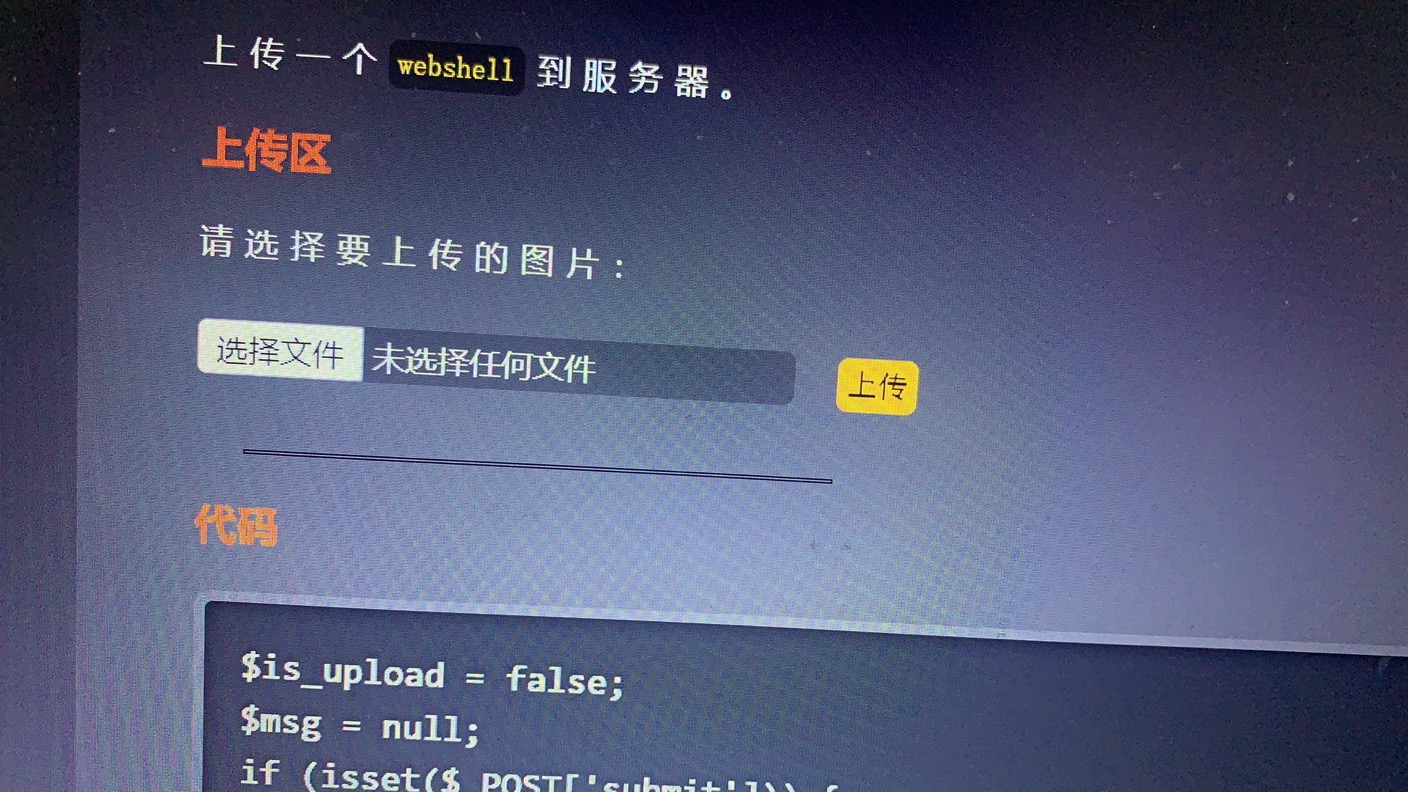 上传一个 webshell 到服务器。
上传区
请选择要上传的图片：
选择文件 未选择任何文件 上传
代码
$is_upload = false;
$msg = null;
if (isset($_POST['submit'])) {